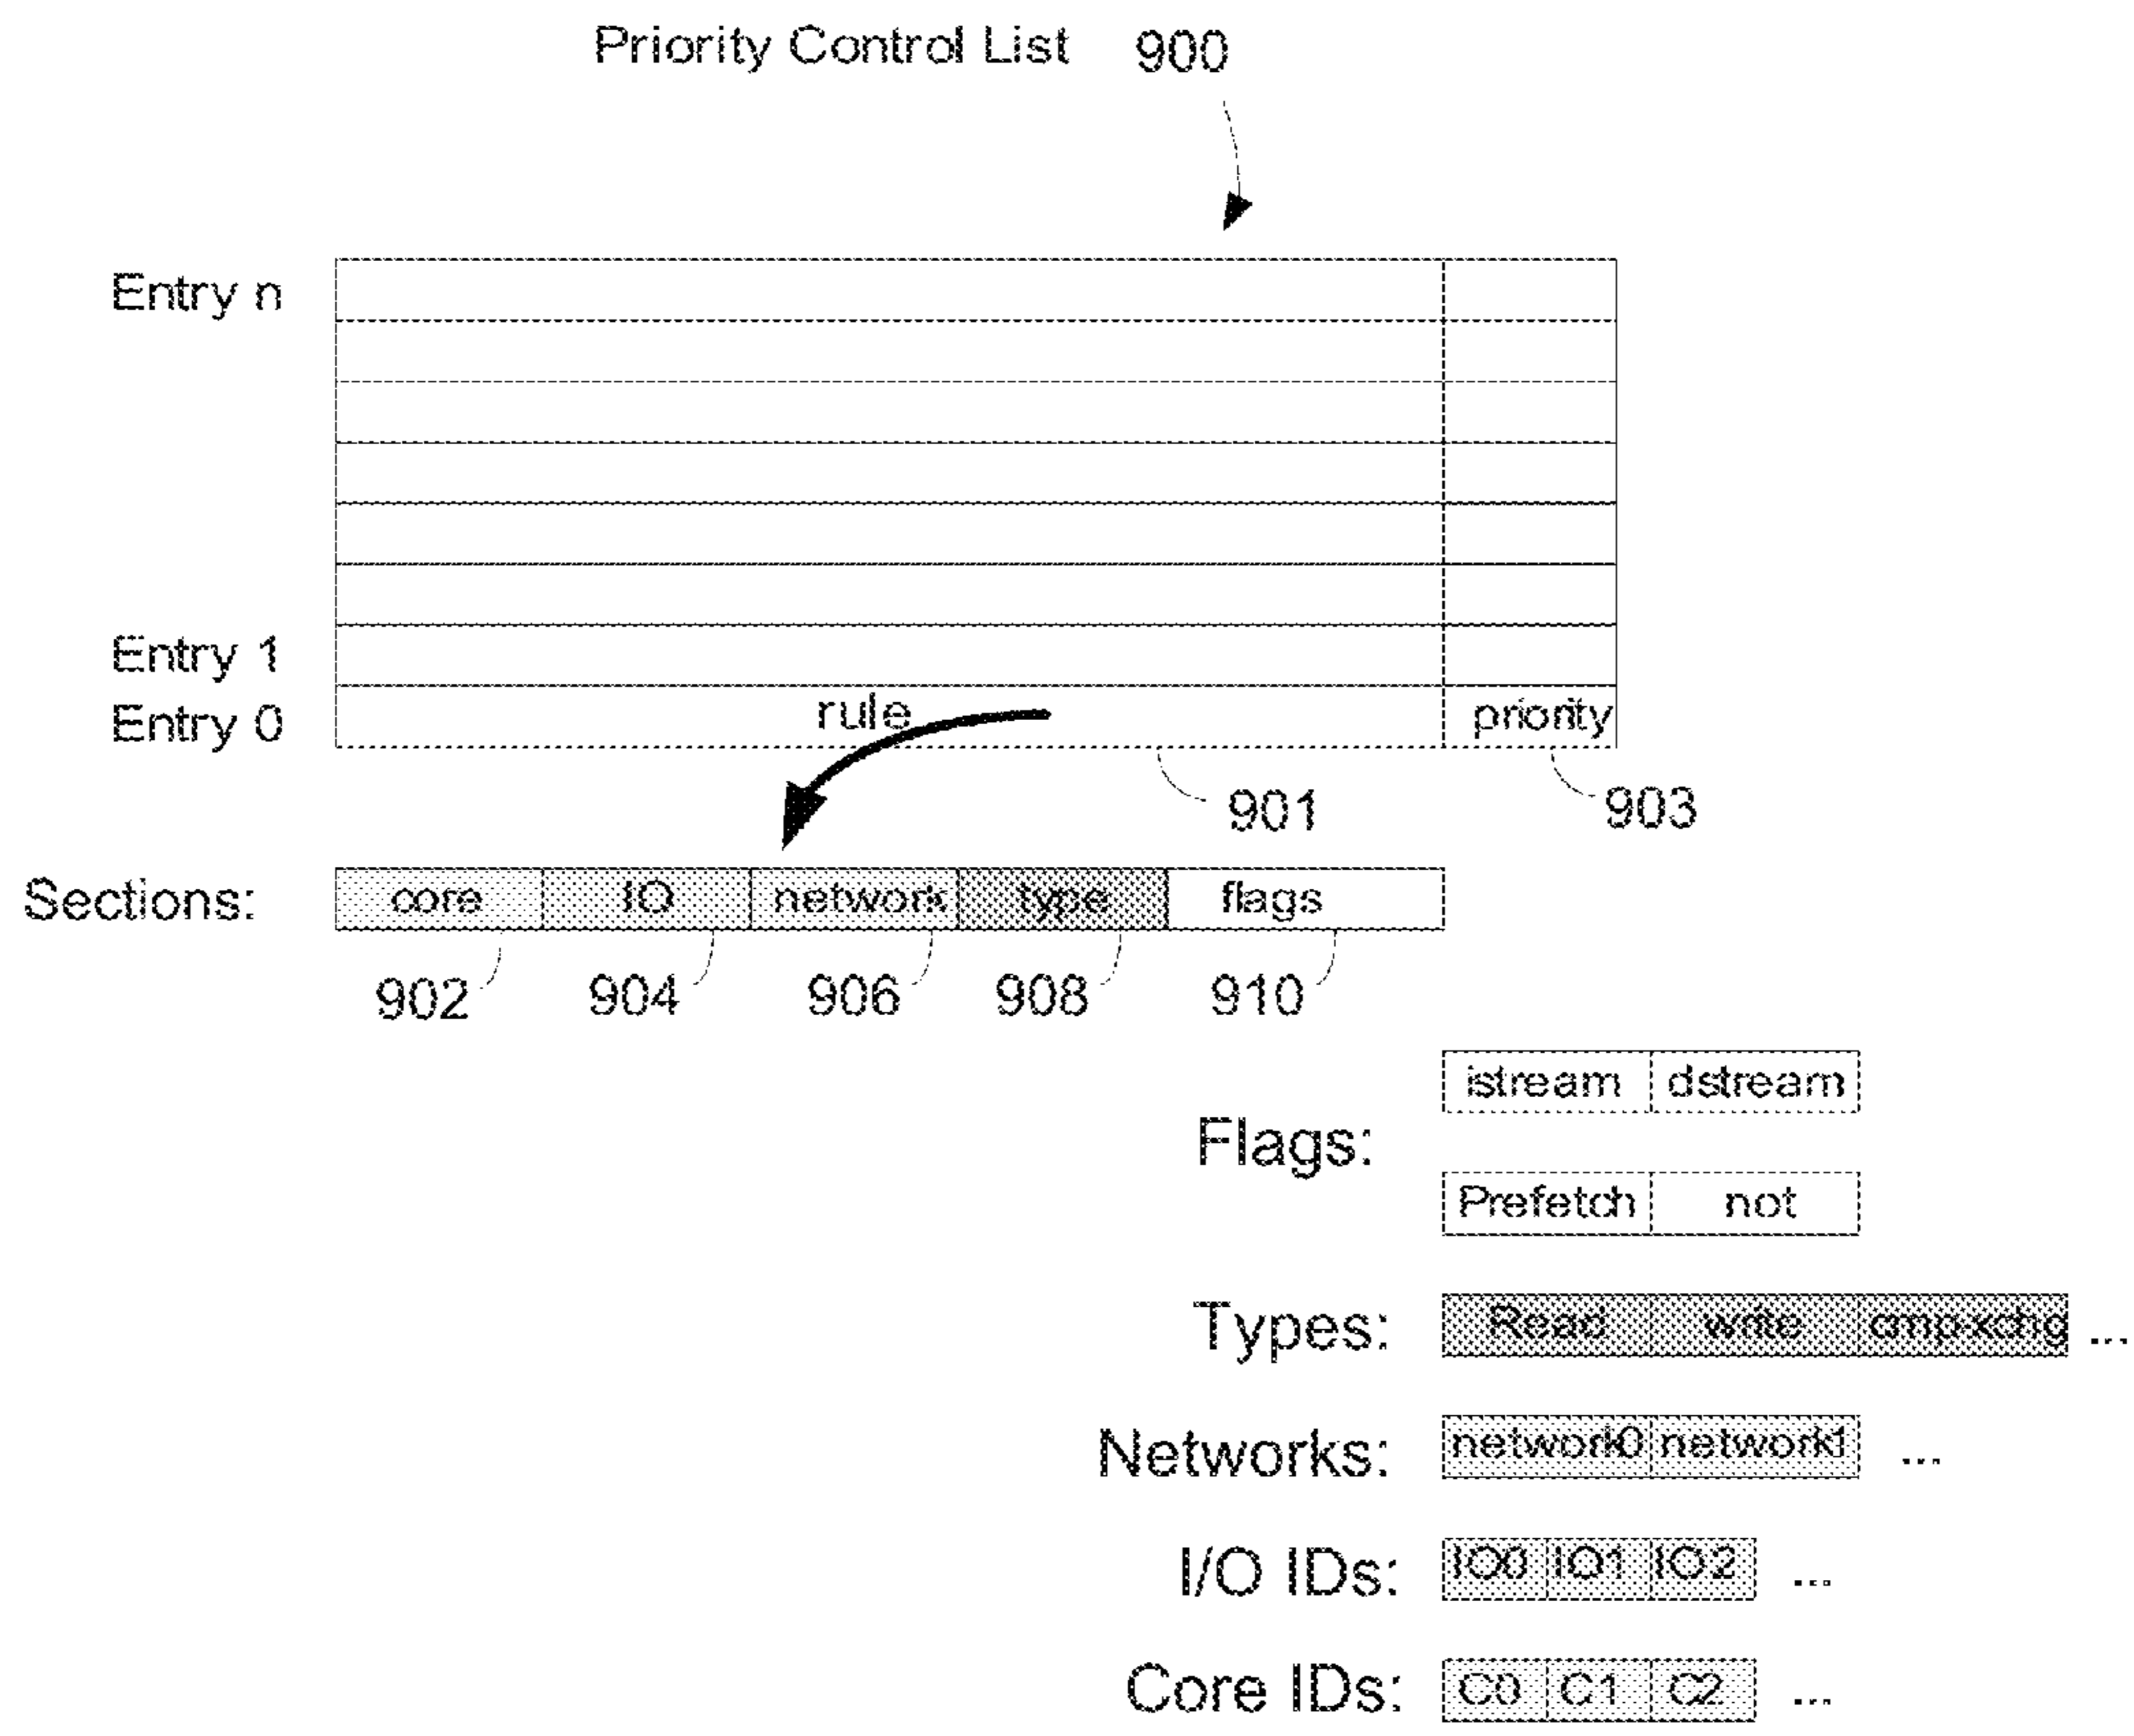 Priority Control List 900
Entry n
Entry 1
Entry 0 rule priority
901 903
Sections: core IO network type flags
902 904 906 908 910
Flags: istream dstream
Prefetch not
Types: Read write cmp-xchg ...
Networks: network0 network1 ...
I/O IDs: IO0 IO1 IO2 ...
Core IDs: C0 C1 C2 ...